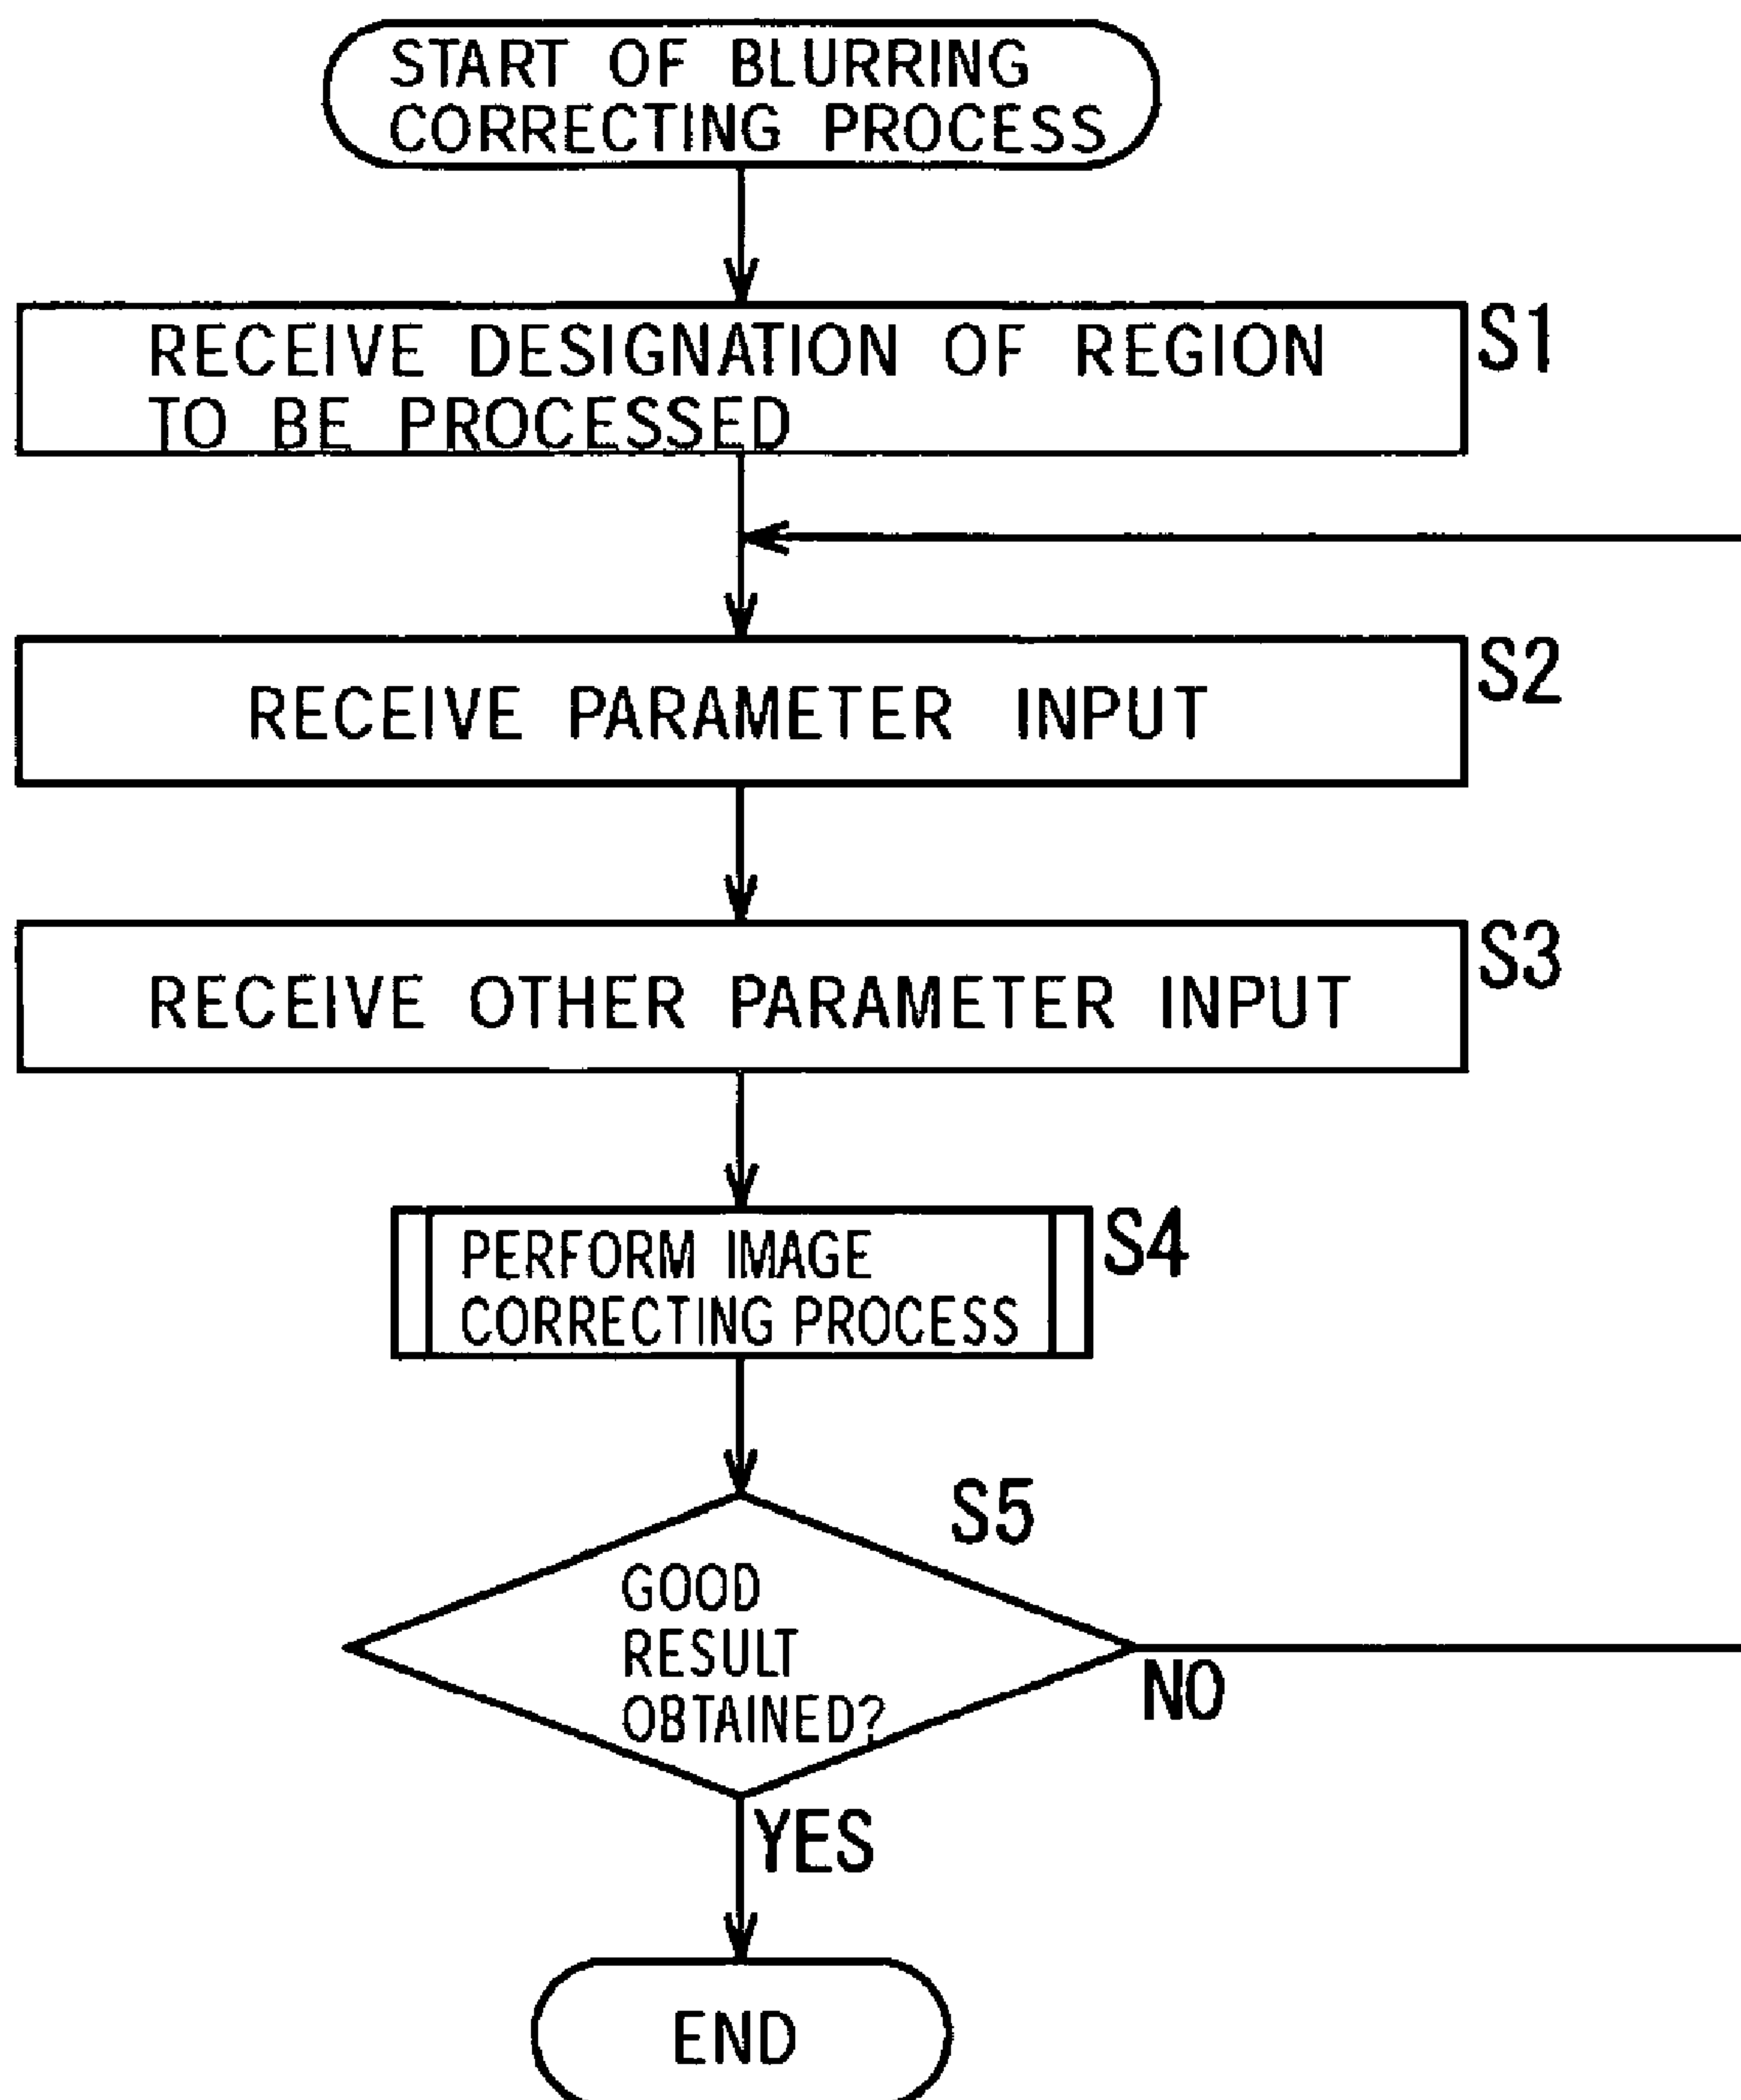 START OF BLURRING
CORRECTING PROCESS
RECEIVE DESIGNATION OF REGION
TO BE PROCESSED
S1
RECEIVE PARAMETER INPUT
S2
RECEIVE OTHER PARAMETER INPUT
S3
PERFORM IMAGE
CORRECTING PROCESS
S4
S5
GOOD
RESULT
OBTAINED?
NO
YES
END